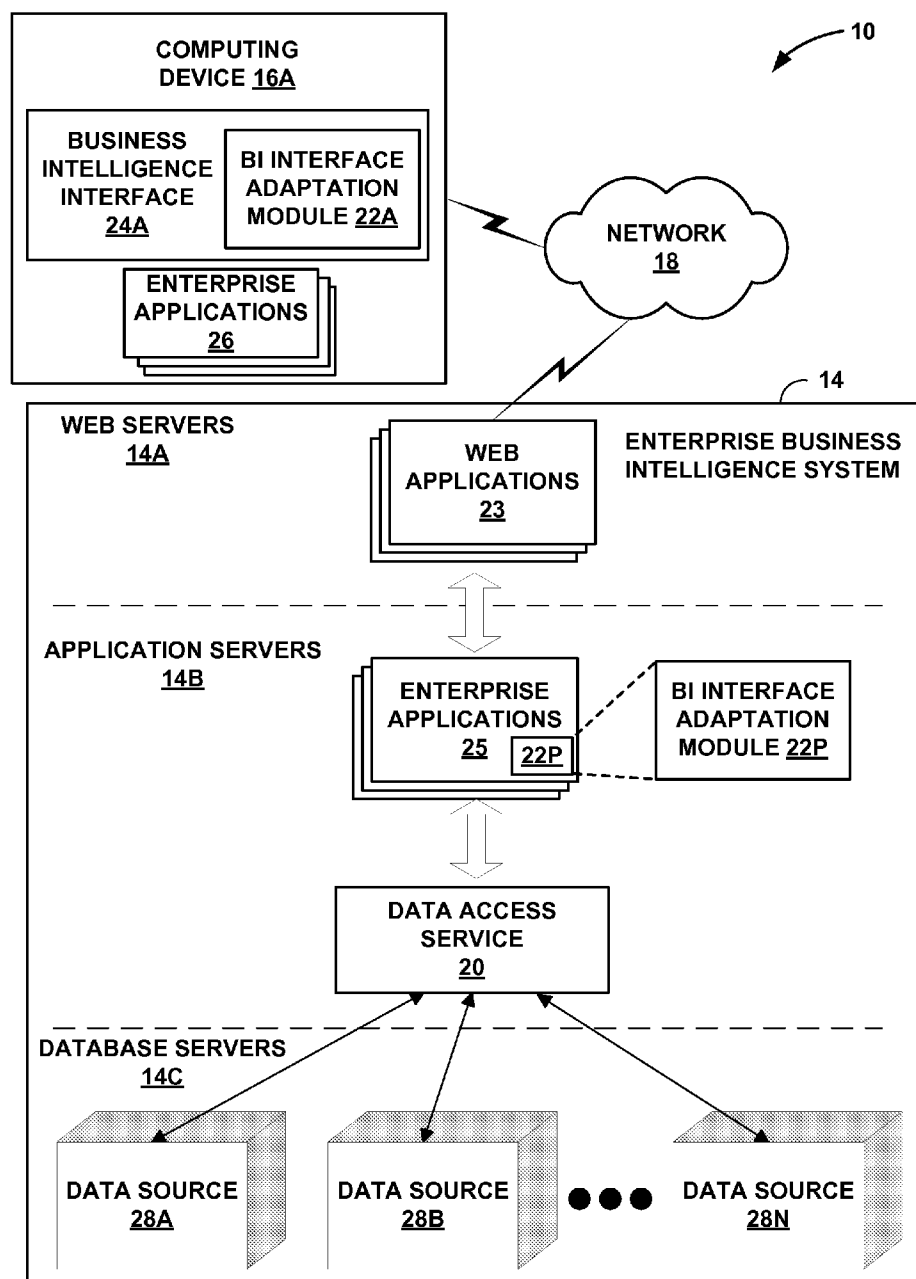 COMPUTING
DEVICE 16A
10
BUSINESS
INTELLIGENCE
INTERFACE
24A
BI INTERFACE
ADAPTATION
MODULE 22A
NETWORK
18
ENTERPRISE
APPLICATIONS
26
14
WEB SERVERS
14A
WEB
APPLICATIONS
23
ENTERPRISE BUSINESS
INTELLIGENCE SYSTEM
APPLICATION SERVERS
14B
ENTERPRISE
APPLICATIONS
25
22P
BI INTERFACE
ADAPTATION
MODULE 22P
DATA ACCESS
SERVICE
20
DATABASE SERVERS
14C
DATA SOURCE
28A
DATA SOURCE
28B
DATA SOURCE
28N